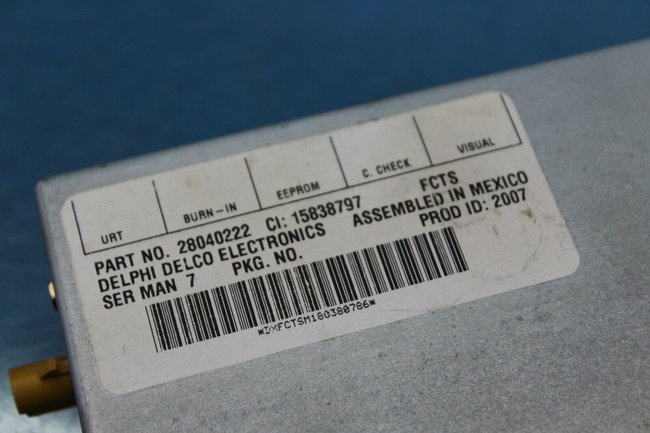 URT BURN-IN EEPROM C. CHECK VISUAL
PART NO. 28040222 CI: 15838797 FCTS
DELPHI DELCO ELECTRONICS ASSEMBLED IN MEXICO
SER MAN 7 PKG. NO. PROD ID: 2007
*DXFCTSM180380786*